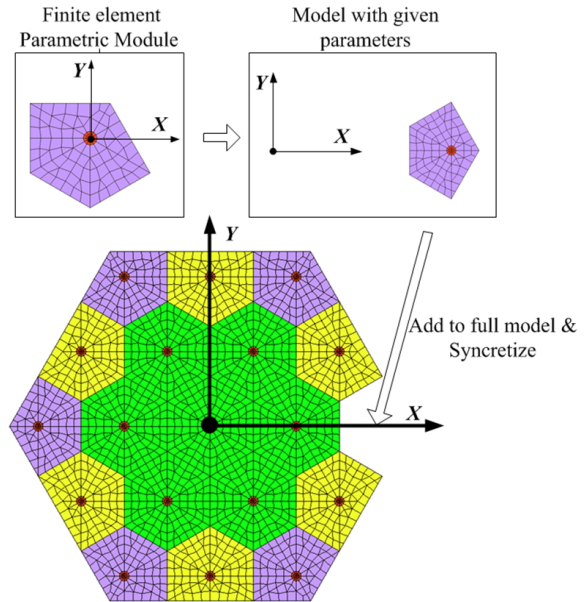 Finite element
Parametric Module
Model with given
parameters
Y
X
Y
X
Y
Add to full model &
Syncretize
X